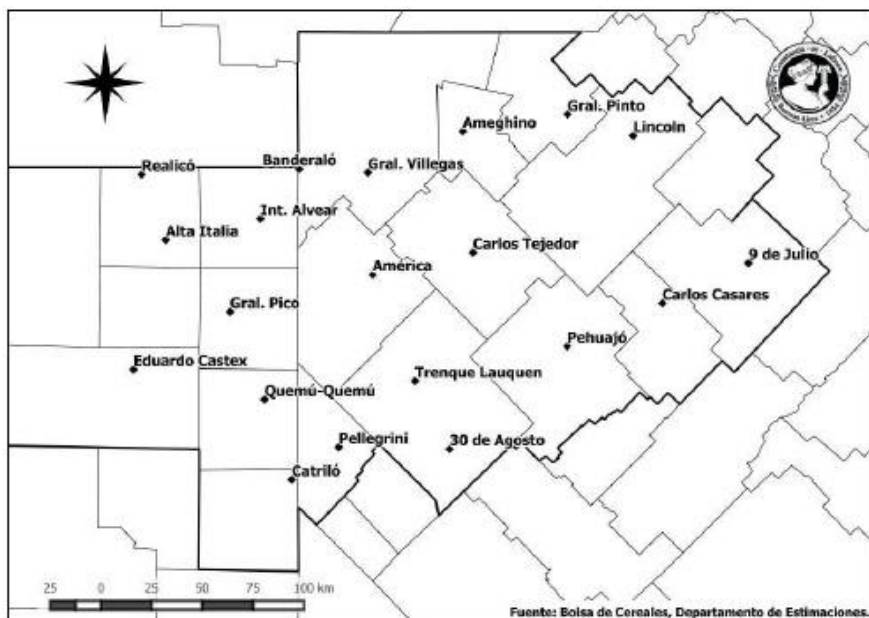 Gral. Pinto
Ameghino
Lincoln
Realicó
Banderaló
Gral. Villegas
Int. Alvear
Alta Italia
Carlos Tejedor
9 de Julio
América
Carlos Casares
Gral. Pico
Pehuajó
Eduardo Castex
Trenque Lauquen
Quemú-Quemú
Pellegrini
30 de Agosto
Catriló
25 0 25 50 75 100 km
Fuente: Bolsa de Cereales, Departamento de Estimaciones.